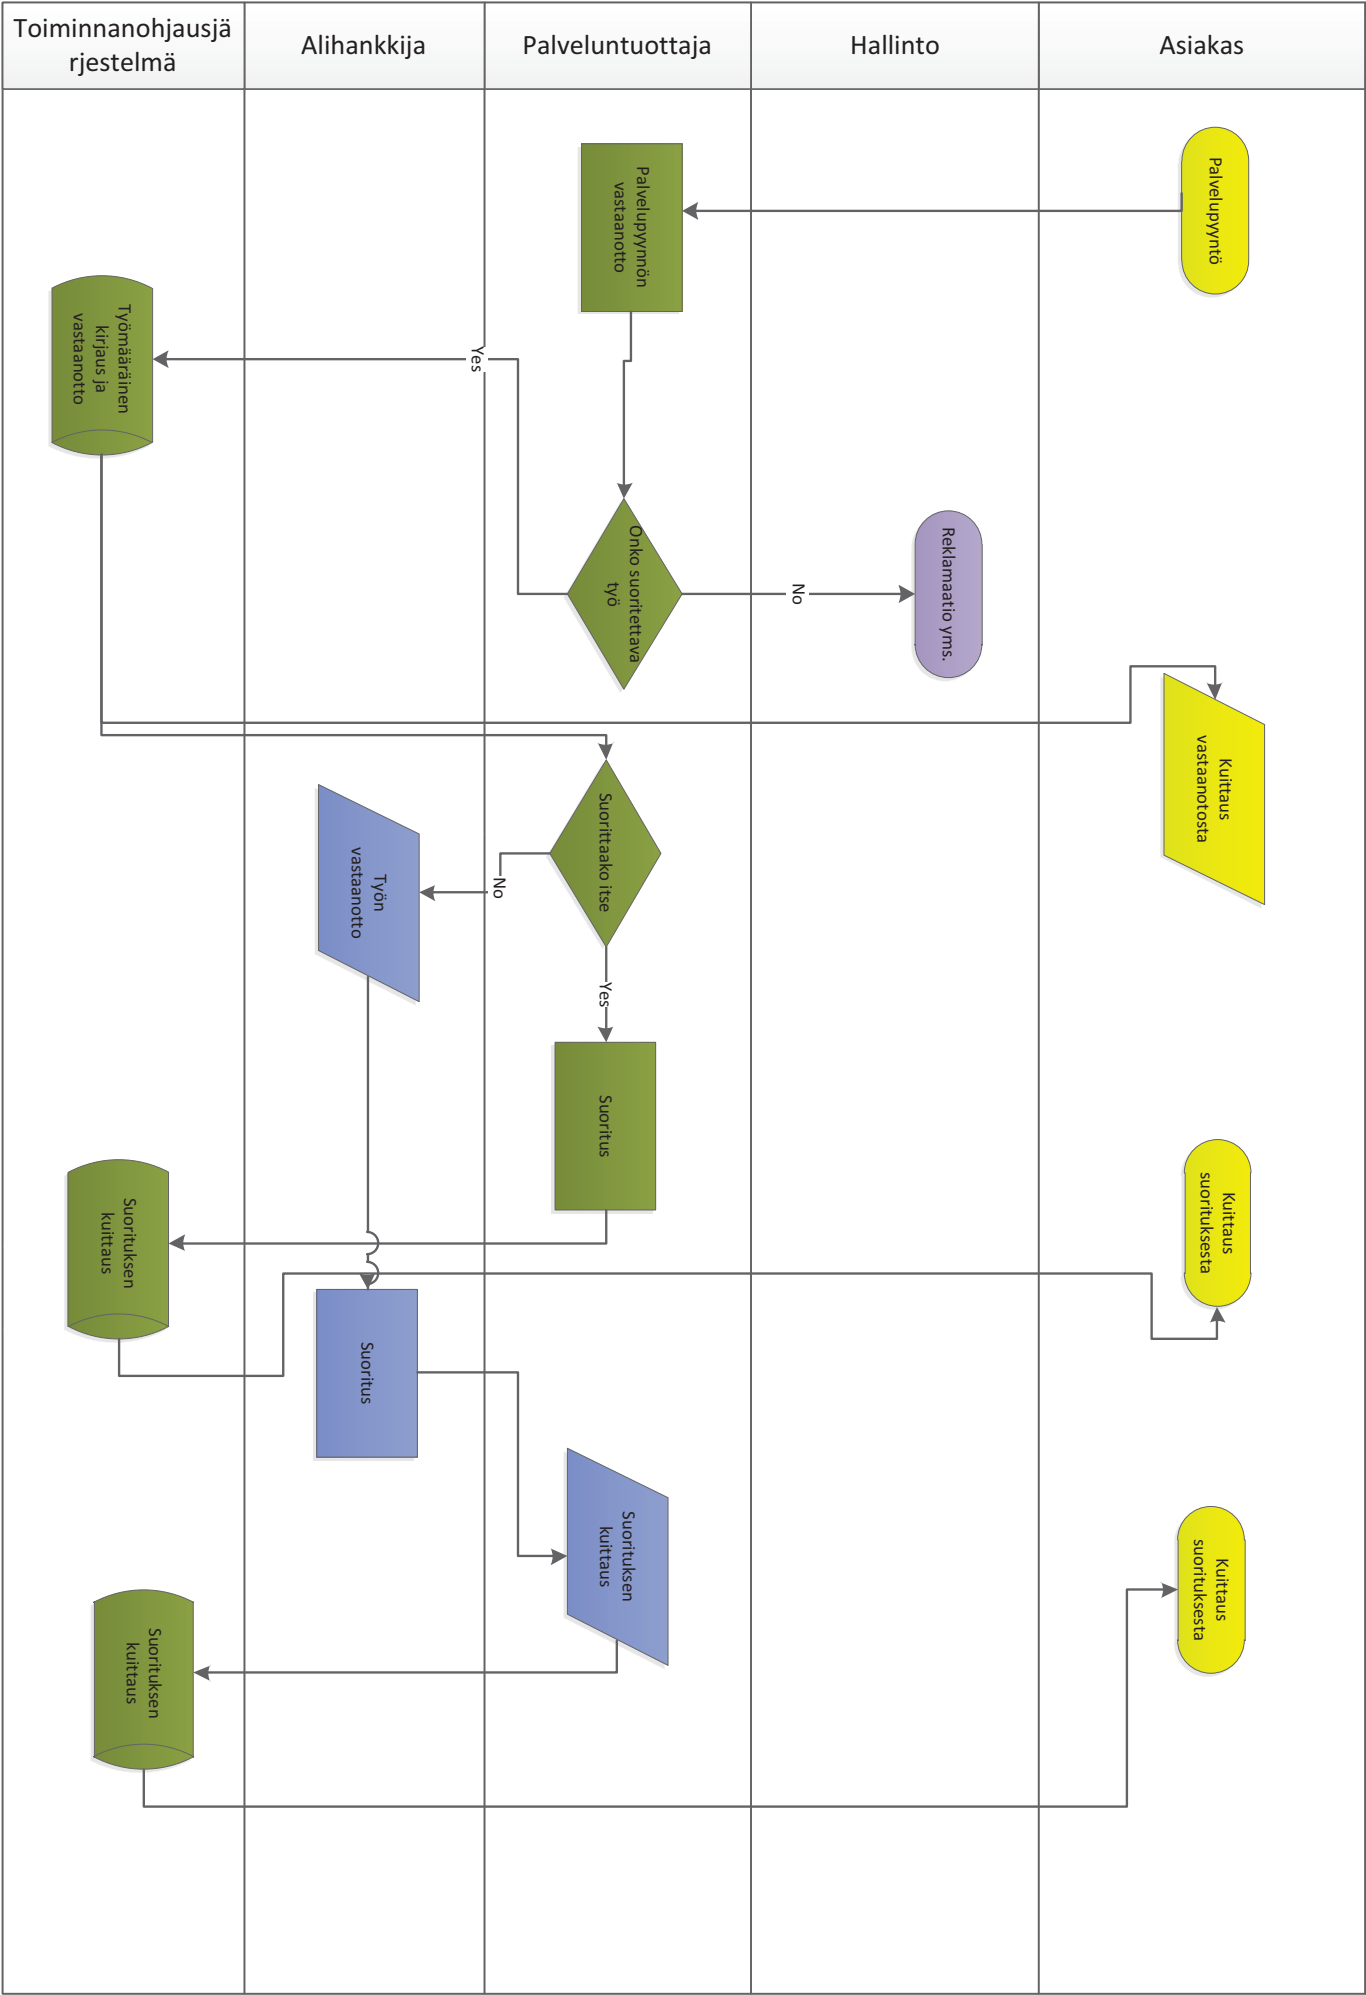 Toiminnanohjausjä
rjestelmä
Alihankkija
Palveluntuottaja
Hallinto
Asiakas
Palvelupyyntö
Palvelupyynnön
vastaanotto
Työmääräinen
kirjaus ja
vastaanotto
Yes
Onko suoritettava
työ
No
Reklamaatio yms.
Kuittaus
vastaanotosta
Suorittaako itse
No
Työn
vastaanotto
Yes
Suoritus
Suorituksen
kuittaus
Kuittaus
suorituksesta
Suoritus
Suorituksen
kuittaus
Kuittaus
suorituksesta
Suorituksen
kuittaus